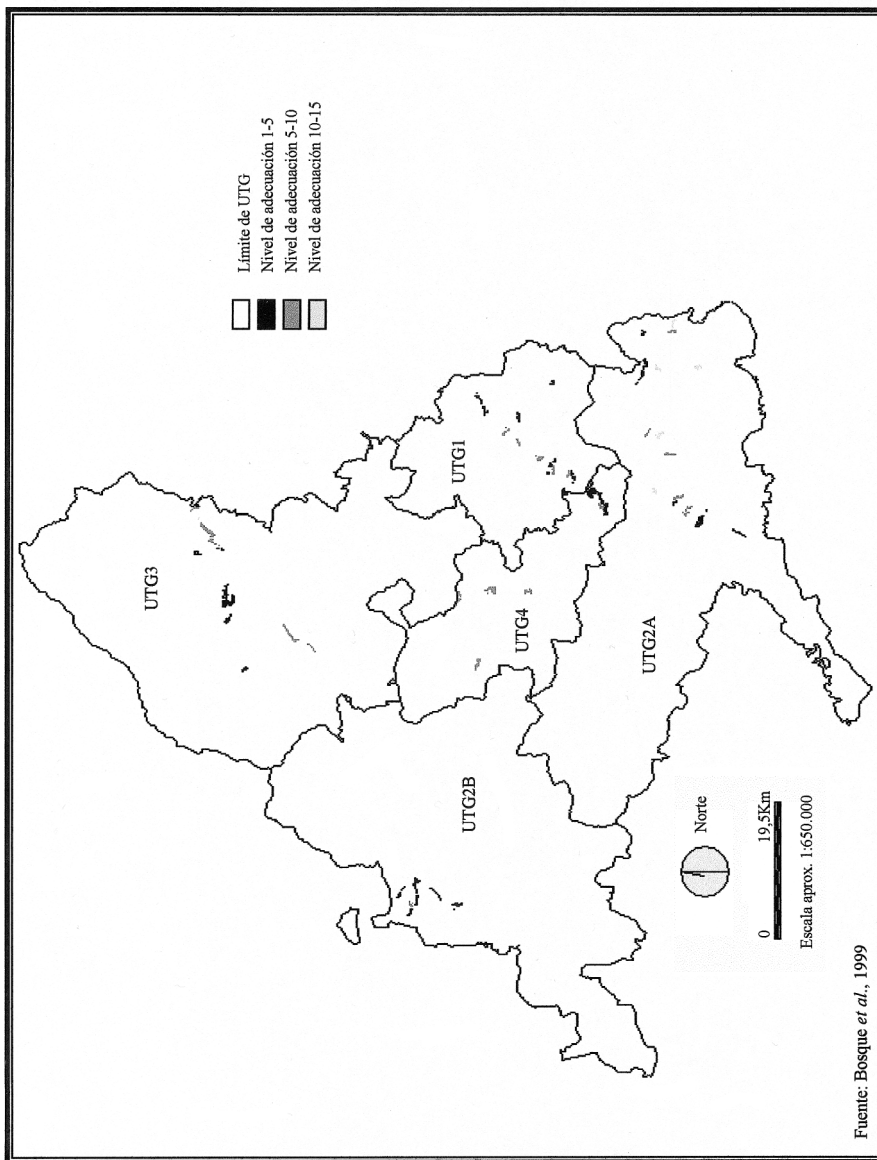 Límite de UTG
Nivel de adecuación 1-5
Nivel de adecuación 5-10
Nivel de adecuación 10-15
UTG3
UTG1
UTG4
UTG2B
UTG2A
Norte
0 19,5Km
Escala aprox. 1:650.000
Fuente: Bosque et al., 1999